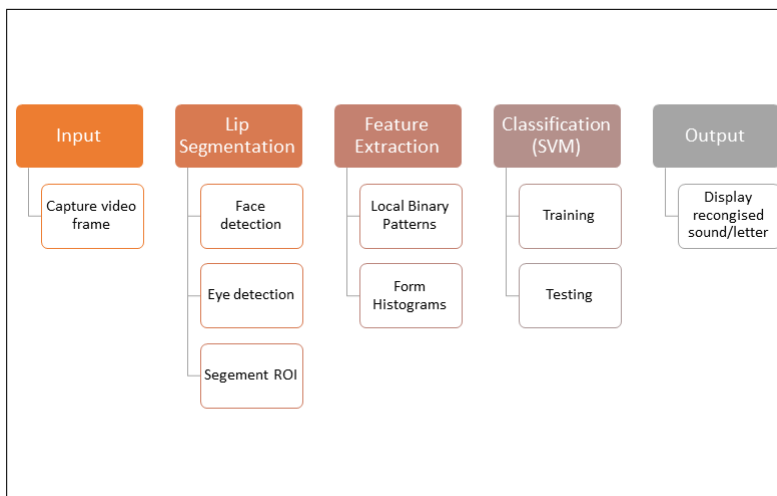 Input
Capture video
frame
Lip
Segmentation
Face
detection
Eye detection
Segement ROI
Feature
Extraction
Local Binary
Patterns
Form
Histograms
Classification
(SVM)
Training
Testing
Output
Display
recongised
sound/letter